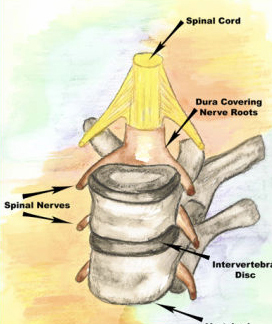 Spinal Cord
Dura Covering
Nerve Roots
Spinal Nerves
Intervertebra
Disc